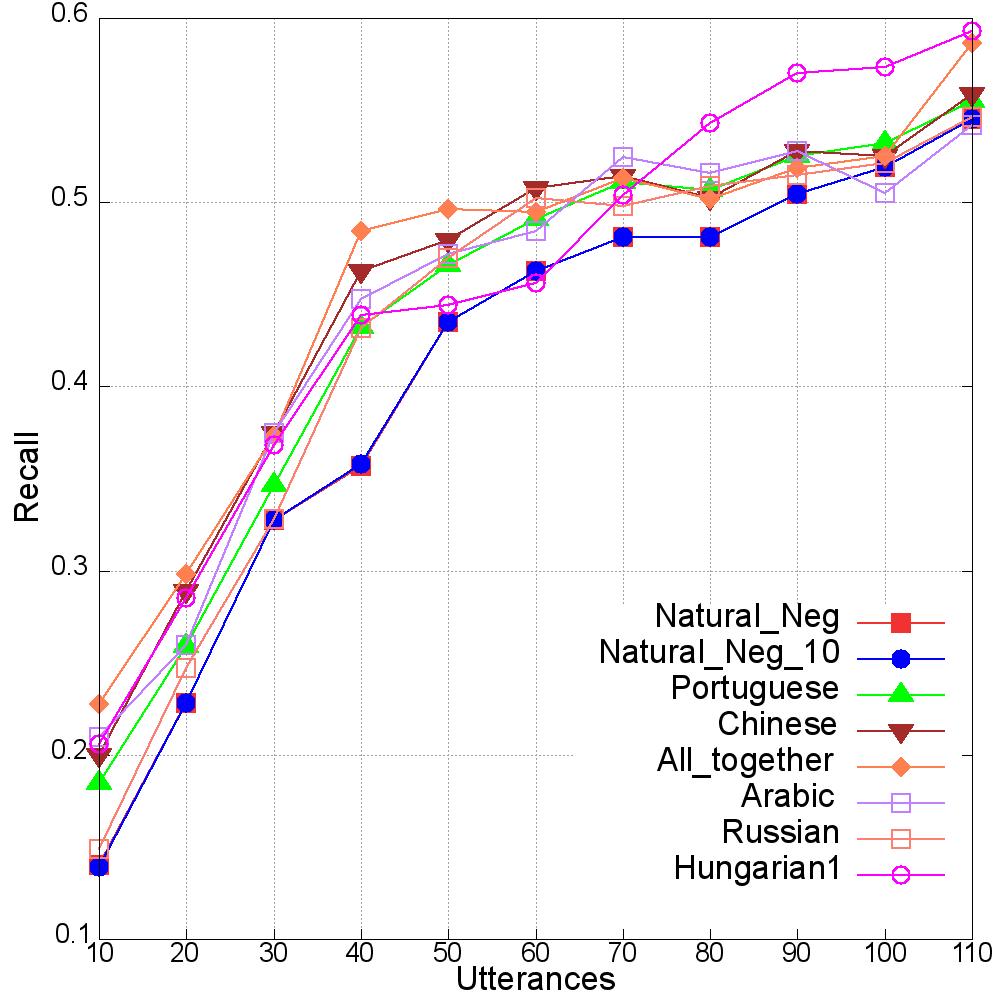 0.6
0.5
0.4
0.3
0.2
0.1
Recall
10 20 30 40 50 60 70 80 90 100 110
Utterances
Natural_Neg
Natural_Neg_10
Portuguese
Chinese
All_together
Arabic
Russian
Hungarian1